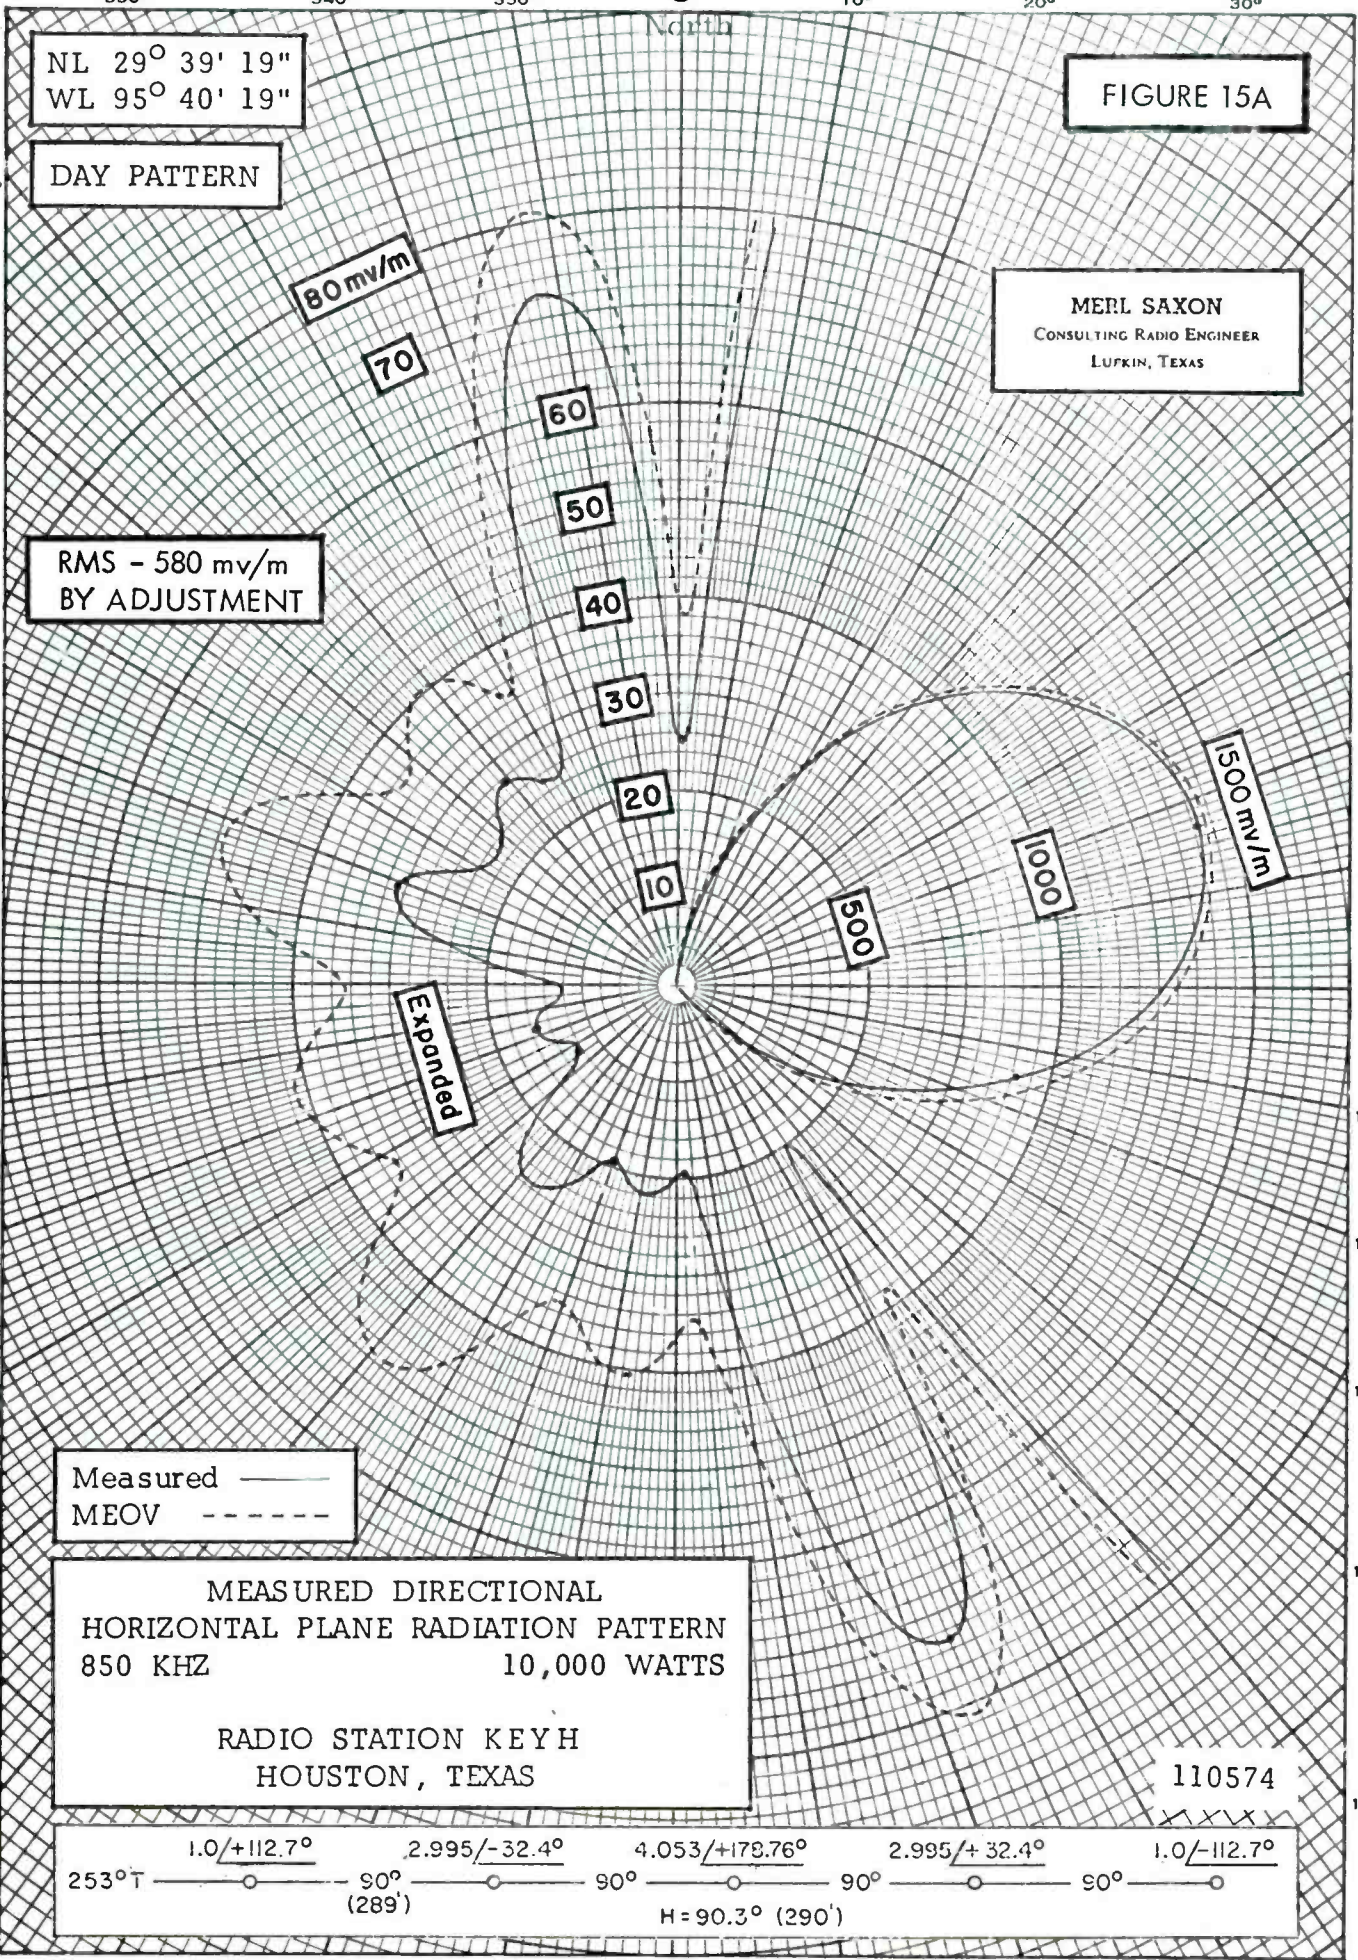 350° 10° 20° 30°
North
NL 29° 39' 19"
WL 95° 40' 19"
FIGURE 15A
DAY PATTERN
80 mv/m
70
MERL SAXON
CONSULTING RADIO ENGINEER
LUFKIN, TEXAS
60
50
RMS - 580 mv/m
BY ADJUSTMENT
40
30
20
10
1500 mv/m
1000
500
Expanded
Measured
MEOV
MEASURED DIRECTIONAL
HORIZONTAL PLANE RADIATION PATTERN
850 KHZ 10,000 WATTS
RADIO STATION KEYH
HOUSTON, TEXAS
110574
1.0/+112.7° 2.995/-32.4° 4.053/+178.76° 2.995/+32.4° 1.0/-112.7°
253°T 90° 90° 90° 90°
(289')
H = 90.3° (290')